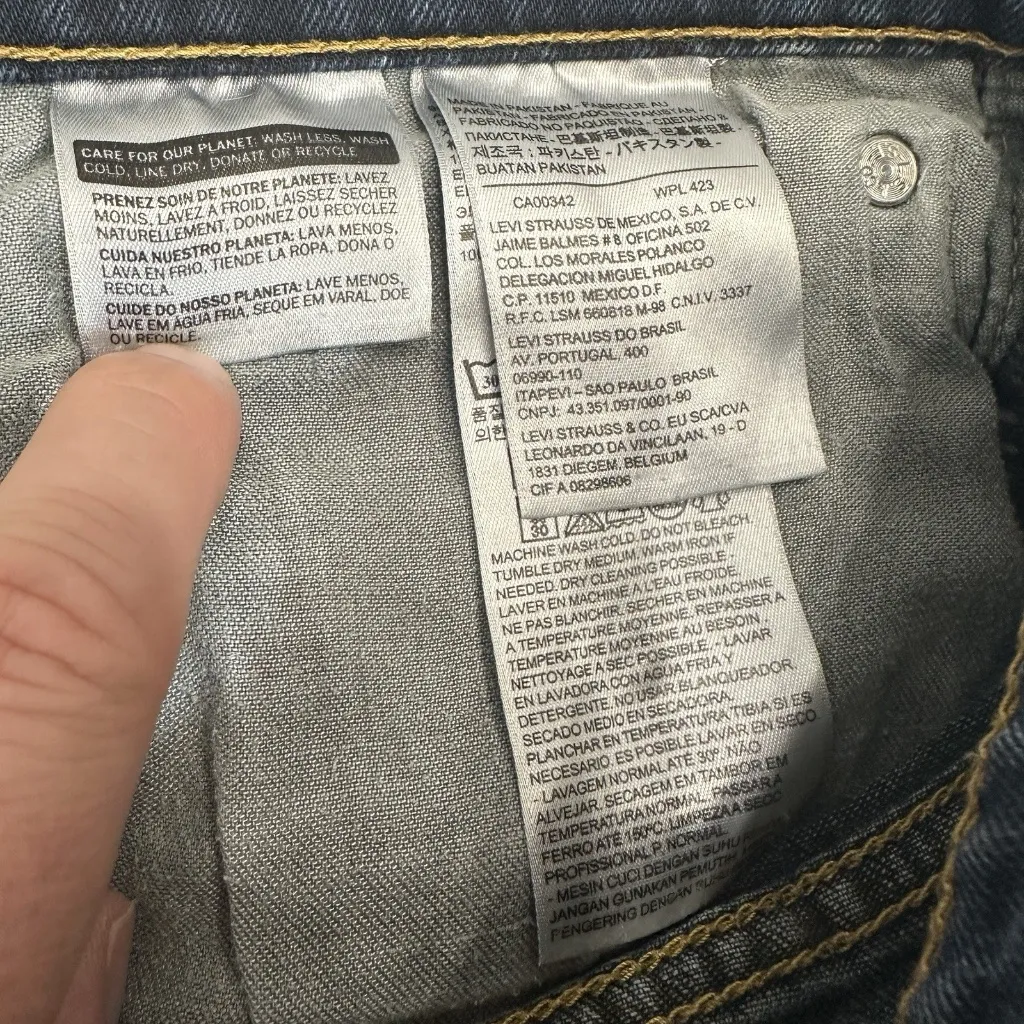 CARE FOR OUR PLANET: WASH LESS, WASH
COLD, LINE DRY, DONATE OR RECYCLE
PRENEZ SOIN DE NOTRE PLANETE: LAVEZ
MOINS, LAVEZ A FROID, LAISSEZ SECHER
NATURELLEMENT, DONNEZ OU RECYCLEZ
CUIDA NUESTRO PLANETA: LAVA MENOS,
LAVA EN FRIO, TIENDE LA ROPA, DONA O
RECICLA.
CUIDE DO NOSSO PLANETA: LAVE MENOS,
LAVE EM AGUA FRIA, SEQUE EM VARAL, DOE
OU RECICLE.
MADE IN PAKISTAN - FABRIQUE AU
PAKISTAN - FABRICADO EN PAKISTAN -
FABRICADO NO PAQUISTÃO - СДЕЛАНО В
ПАКИСТАНЕ - 巴基斯坦制造 - 巴基斯坦製 -
제조국 : 파키스탄 - パキスタン製 -
BUATAN PAKISTAN
CA00342 WPL 423
LEVI STRAUSS DE MEXICO, S.A. DE C.V.
JAIME BALMES # 8 OFICINA 502
COL. LOS MORALES POLANCO
DELEGACION MIGUEL HIDALGO
C.P. 11510 MEXICO D.F.
R.F.C. LSM 660818 M-98 C.N.I.V. 3337
LEVI STRAUSS DO BRASIL
AV. PORTUGAL, 400
06990-110
ITAPEVI - SAO PAULO BRASIL
CNPJ: 43.351.097/0001-90
LEVI STRAUSS & CO. EU SCA/CVA
LEONARDO DA VINCILAAN, 19 - D
1831 DIEGEM, BELGIUM
CIF A 08298606
30
품질
의한
MACHINE WASH COLD. DO NOT BLEACH.
TUMBLE DRY MEDIUM. WARM IRON IF
NEEDED. DRY CLEANING POSSIBLE. -
LAVER EN MACHINE A L'EAU FROIDE.
NE PAS BLANCHIR. SECHER EN MACHINE
A TEMPERATURE MOYENNE. REPASSER A
TEMPERATURE MOYENNE AU BESOIN
NETTOYAGE A SEC POSSIBLE. - LAVAR
EN LAVADORA CON AGUA FRIA Y
DETERGENTE. NO USAR BLANQUEADOR.
SECADO MEDIO EN SECADORA.
PLANCHAR EN TEMPERATURA TIBIA SI ES
NECESARIO. ES POSIBLE LAVAR EN SECO.
- LAVAGEM NORMAL ATÉ 30º. NÃO
ALVEJAR. SECAGEM EM TAMBOR EM
TEMPERATURA NORMAL. PASSAR A
FERRO ATÉ 150ºC. LIMPEZA A SECO
PROFISSIONAL P. NORMAL.
- MESIN CUCI DENGAN SUHU
JANGAN GUNAKAN PEMUTIH
PENGERING DENGAN